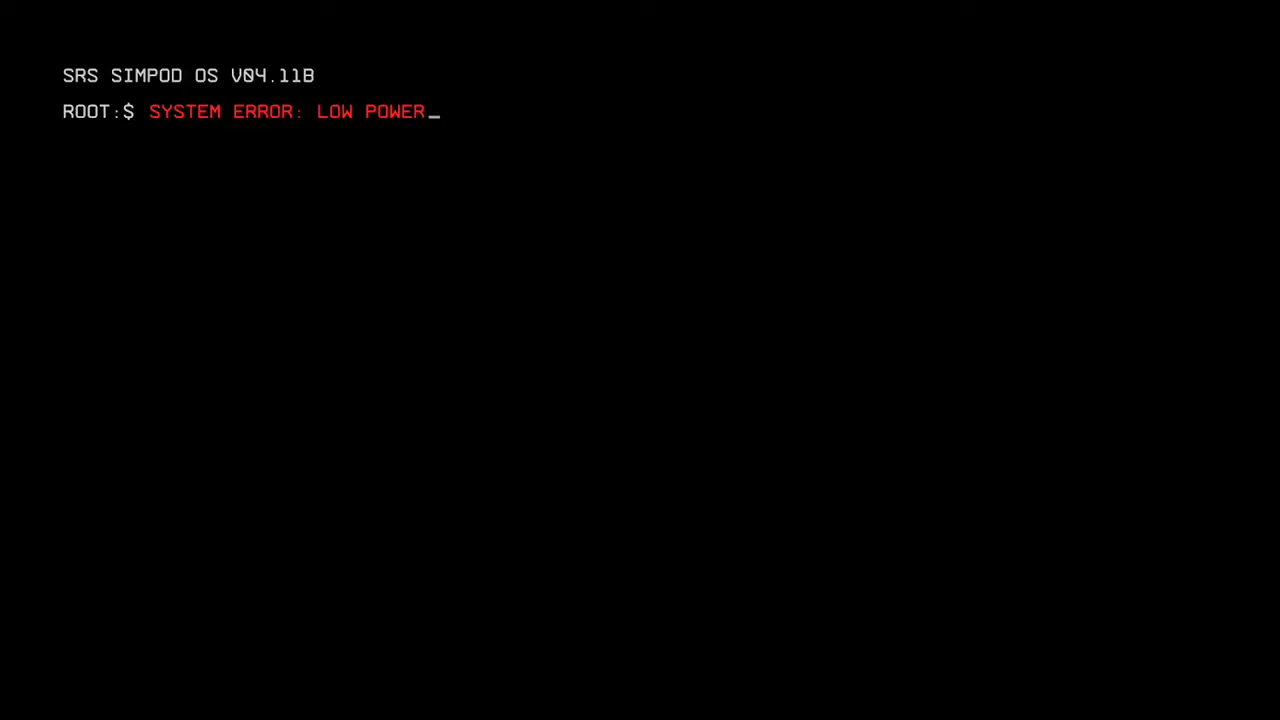 SRS SIMPOD OS V04.11B
ROOT:$ SYSTEM ERROR: LOW POWER_